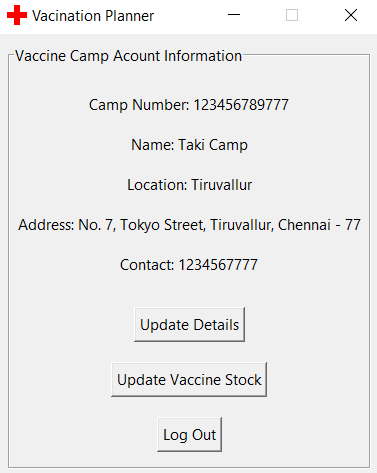 Vacination Planner
Vaccine Camp Acount Information
Camp Number: 123456789777
Name: Taki Camp
Location: Tiruvallur
Address: No. 7, Tokyo Street, Tiruvallur, Chennai - 77
Contact: 1234567777
Update Details
Update Vaccine Stock
Log Out